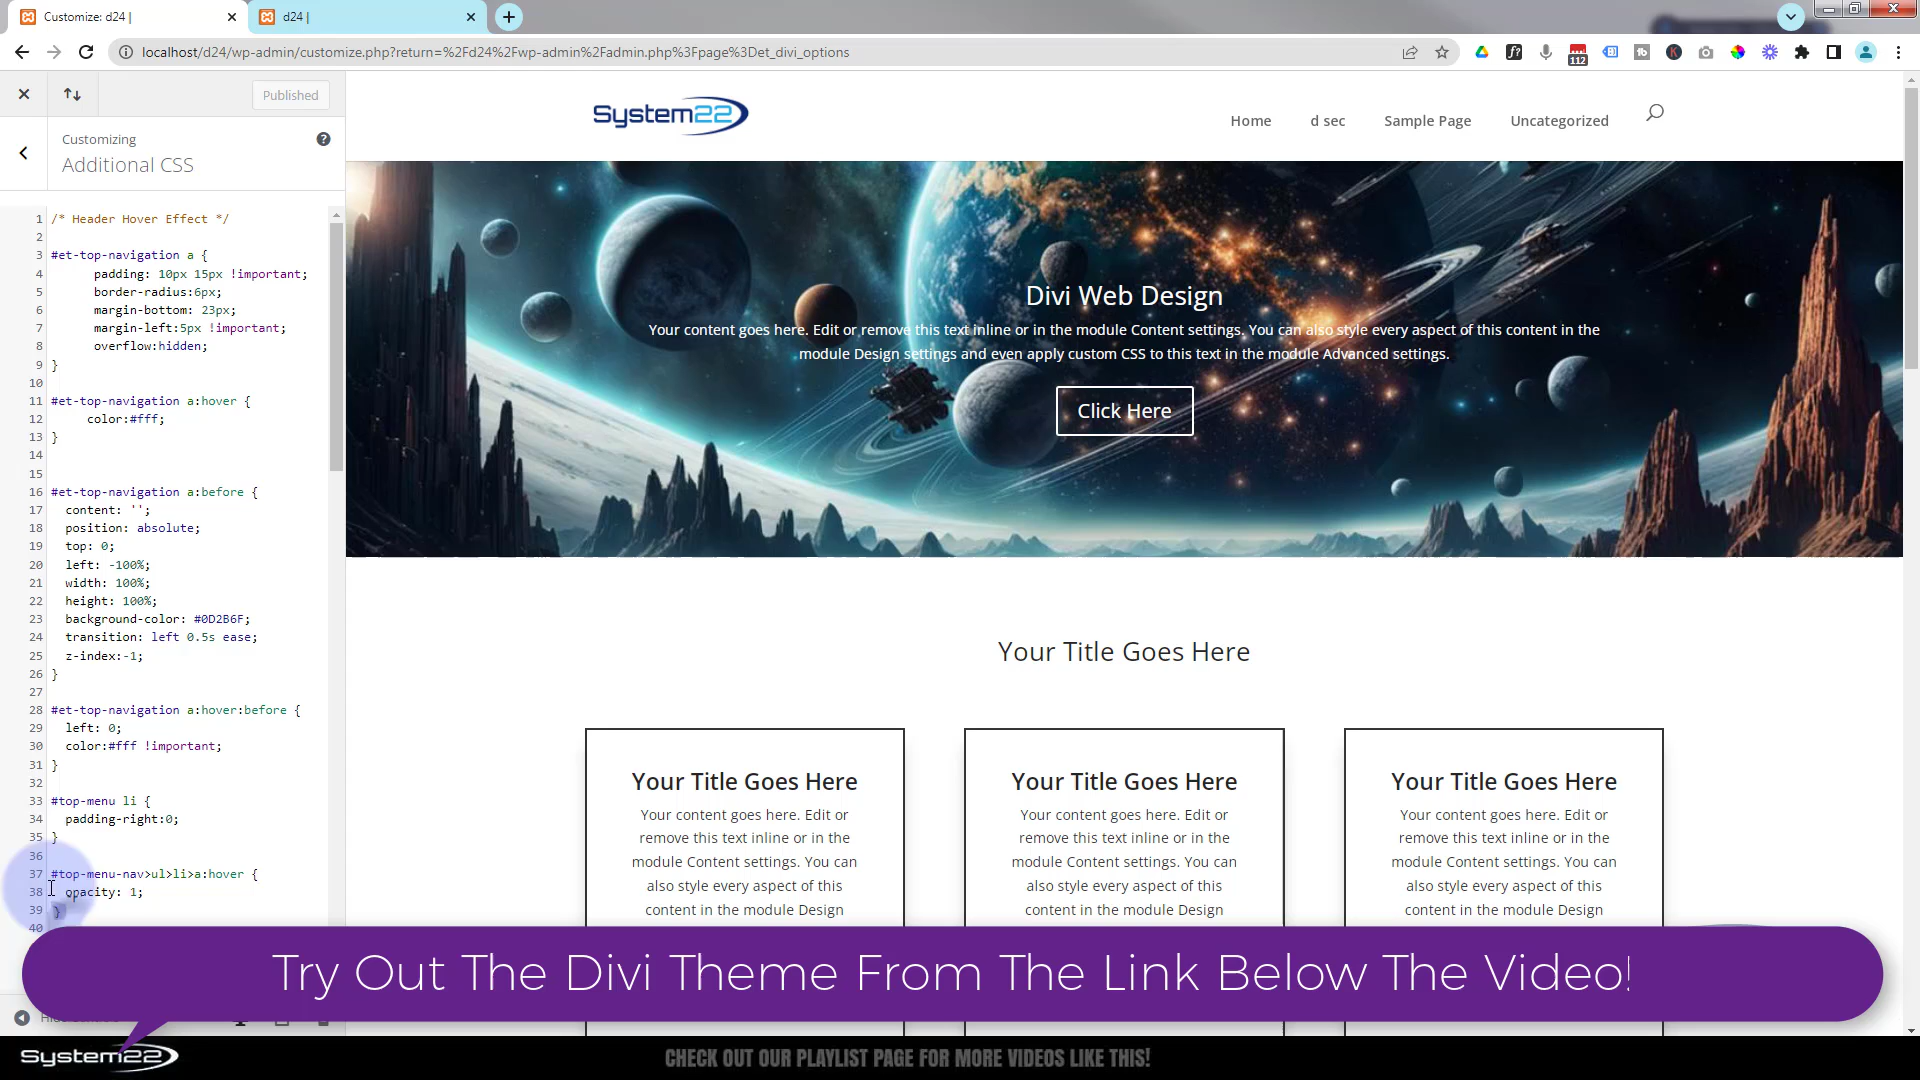 Customize: d24 |
d24 |
localhost/d24/wp-admin/customize.php?return=%2Fd24%2Fwp-admin%2Fadmin.php%3Fpage%3Det_divi_options
112
Published
Customizing
Additional CSS
1 /* Header Hover Effect */
2
3 #et-top-navigation a {
4 padding: 10px 15px !important;
5 border-radius:6px;
6 margin-bottom: 23px;
7 margin-left:5px !important;
8 overflow:hidden;
9 }
10
11 #et-top-navigation a:hover {
12 color:#fff;
13 }
14
15
16 #et-top-navigation a:before {
17 content: '';
18 position: absolute;
19 top: 0;
20 left: -100%;
21 width: 100%;
22 height: 100%;
23 background-color: #0D2B6F;
24 transition: left 0.5s ease;
25 z-index:-1;
26 }
27
28 #et-top-navigation a:hover:before {
29 left: 0;
30 color:#fff !important;
31 }
32
33 #top-menu li {
34 padding-right:0;
35 }
36
37 #top-menu-nav>ul>li>a:hover {
38 opacity: 1;
39 }
40
System22
Home
d sec
Sample Page
Uncategorized
Divi Web Design
Your content goes here. Edit or remove this text inline or in the module Content settings. You can also style every aspect of this content in the
module Design settings and even apply custom CSS to this text in the module Advanced settings.
Click Here
Your Title Goes Here
Your Title Goes Here
Your content goes here. Edit or
remove this text inline or in the
module Content settings. You can
also style every aspect of this
content in the module Design
Your Title Goes Here
Your content goes here. Edit or
remove this text inline or in the
module Content settings. You can
also style every aspect of this
content in the module Design
Your Title Goes Here
Your content goes here. Edit or
remove this text inline or in the
module Content settings. You can
also style every aspect of this
content in the module Design
Try Out The Divi Theme From The Link Below The Video!
System22
CHECK OUT OUR PLAYLIST PAGE FOR MORE VIDEOS LIKE THIS!